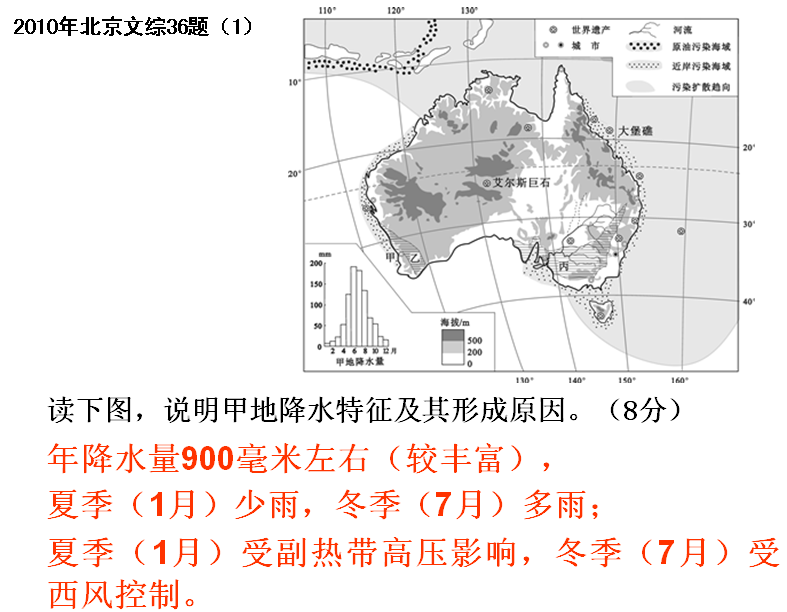 2010年北京文综36题（1）
110° 120° 130°
世界遗产 河流
城 市 原油污染海域
近岸污染海域
污染扩散趋向
10°
大堡礁
20°
20°
艾尔斯巨石
30°
甲 乙
丙
mm
200
150
100
50
0
2 4 6 8 10 12月
甲地降水量
40°
海拔/m
500
200
0
130° 140° 150° 160°
读下图，说明甲地降水特征及其形成原因。（8分）
年降水量900毫米左右（较丰富），
夏季（1月）少雨，冬季（7月）多雨；
夏季（1月）受副热带高压影响，冬季（7月）受
西风控制。